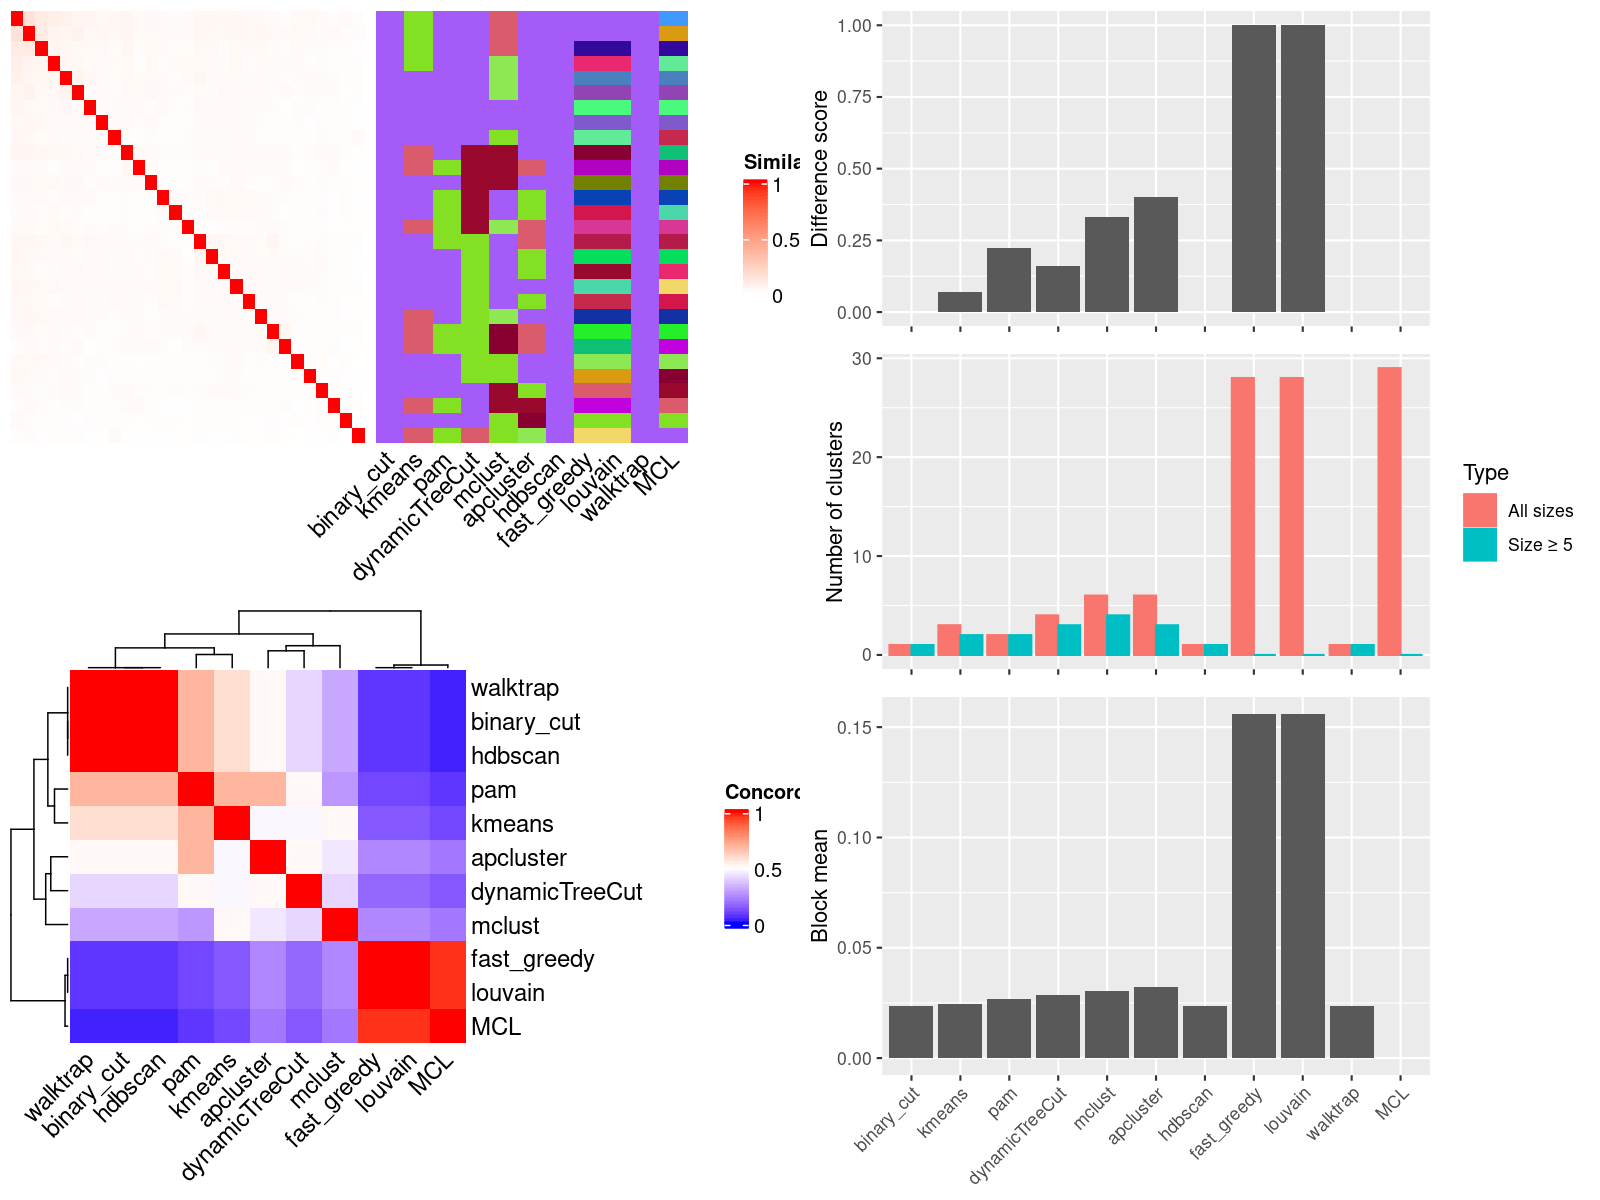 binary_cut
kmeans
pam
dynamicTreeCut
mclust
apcluster
hdbscan
fast_greedy
louvain
walktrap
MCL
Simila
1
0.5
0
Difference score
1.00
0.75
0.50
0.25
0.00
Number of clusters
30
20
10
0
Type
All sizes
Size ≥ 5
walktrap
binary_cut
hdbscan
pam
kmeans
apcluster
dynamicTreeCut
mclust
fast_greedy
louvain
MCL
walktrap
binary_cut
hdbscan
pam
kmeans
apcluster
dynamicTreeCut
mclust
fast_greedy
louvain
MCL
Concord
1
0.5
0
Block mean
0.15
0.10
0.05
0.00
binary_cut
kmeans
pam
dynamicTreeCut
mclust
apcluster
hdbscan
fast_greedy
louvain
walktrap
MCL